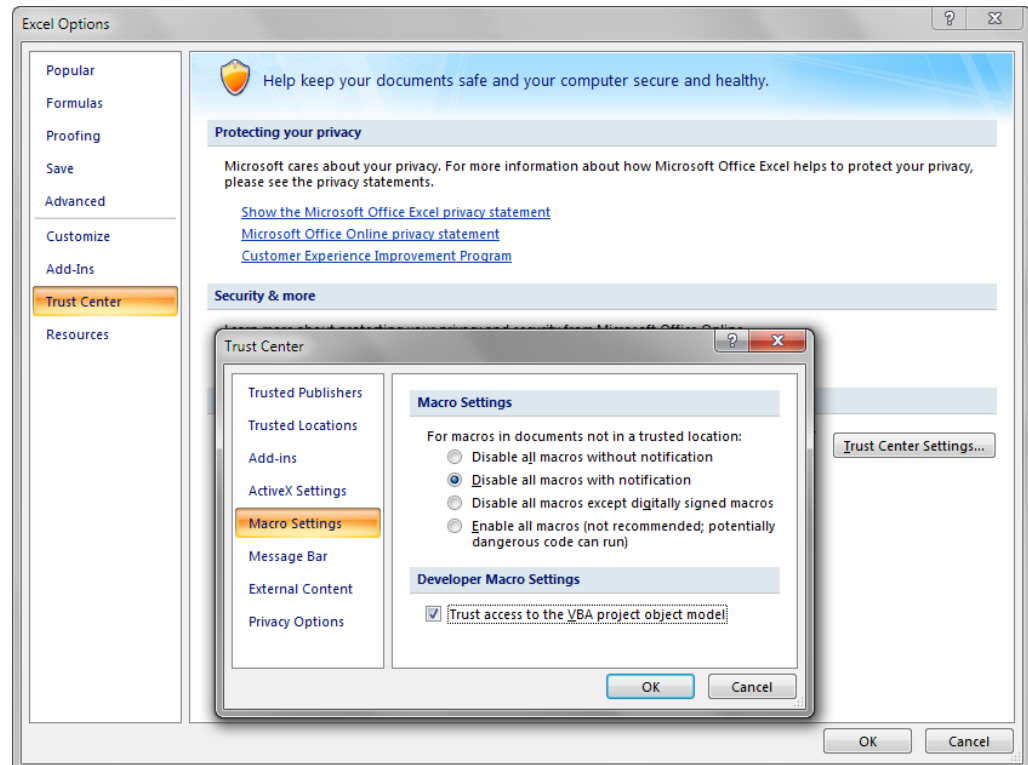 Excel Options
Popular
Formulas
Proofing
Save
Advanced
Customize
Add-Ins
Trust Center
Resources
Help keep your documents safe and your computer secure and healthy.
Protecting your privacy
Microsoft cares about your privacy. For more information about how Microsoft Office Excel helps to protect your privacy,
please see the privacy statements.
Show the Microsoft Office Excel privacy statement
Microsoft Office Online privacy statement
Customer Experience Improvement Program
Security & more
Trust Center Settings...
Trust Center
Trusted Publishers
Trusted Locations
Add-ins
ActiveX Settings
Macro Settings
Message Bar
External Content
Privacy Options
Macro Settings
For macros in documents not in a trusted location:
Disable all macros without notification
Disable all macros with notification
Disable all macros except digitally signed macros
Enable all macros (not recommended; potentially
dangerous code can run)
Developer Macro Settings
Trust access to the VBA project object model
OK
Cancel
OK
Cancel